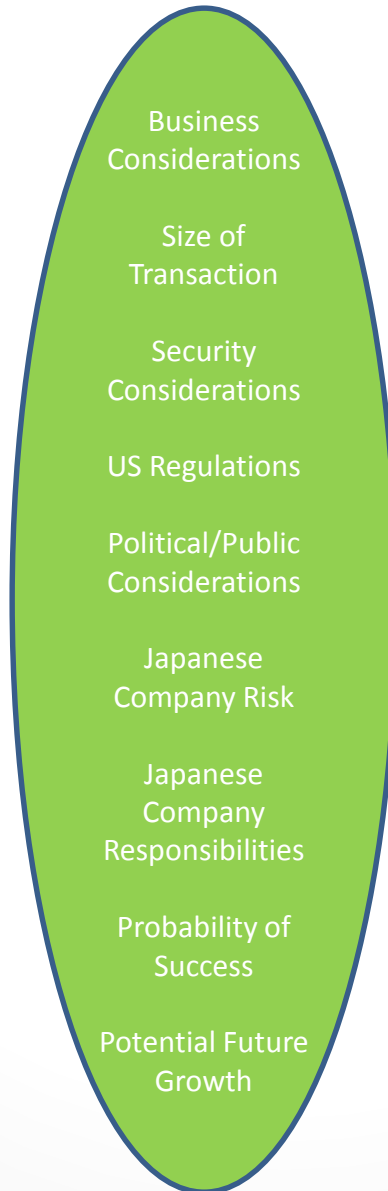 Business
Considerations
Size of
Transaction
Security
Considerations
US Regulations
Political/Public
Considerations
Japanese
Company Risk
Japanese
Company
Responsibilities
Probability of
Success
Potential Future
Growth